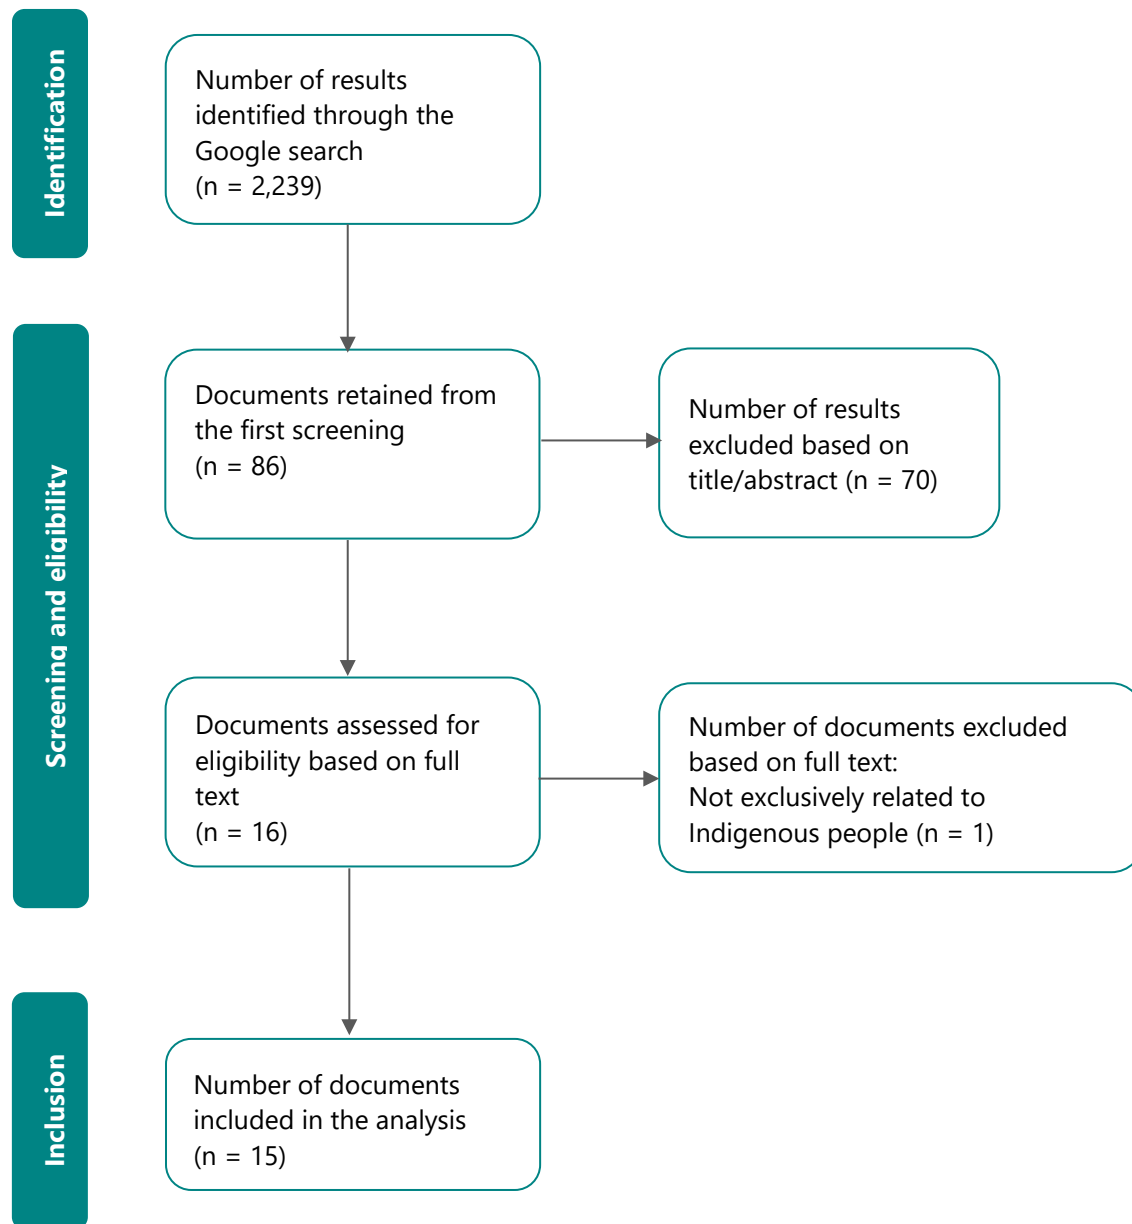 Identification
Number of results
identified through the
Google search
(n = 2,239)
Screening and eligibility
Documents retained from
the first screening
(n = 86)
Number of results
excluded based on
title/abstract (n = 70)
Documents assessed for
eligibility based on full
text
(n = 16)
Number of documents excluded
based on full text:
Not exclusively related to
Indigenous people (n = 1)
Inclusion
Number of documents
included in the analysis
(n = 15)